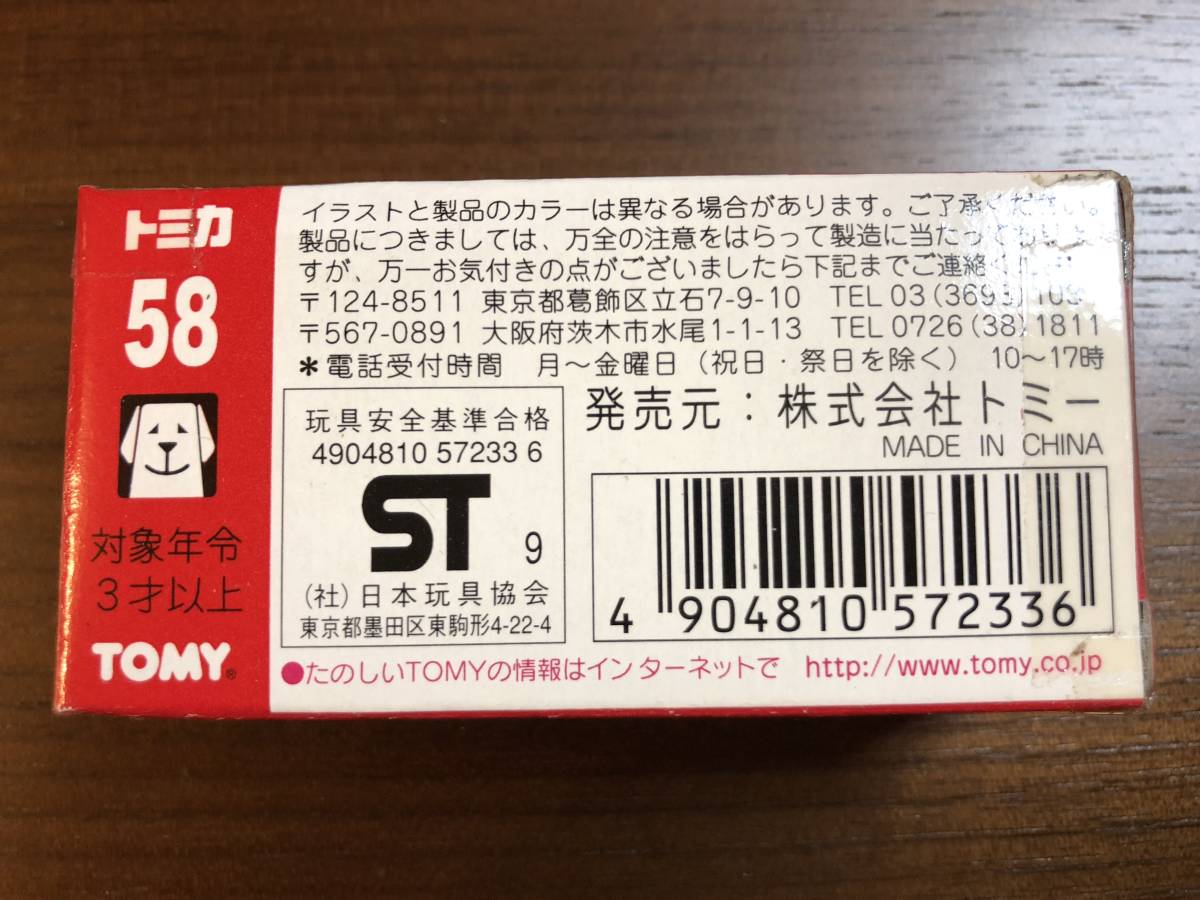 トミカ
58
対象年令
3才以上
TOMY®
イラストと製品のカラーは異なる場合があります。ご了承ください。
製品につきましては、万全の注意をはらって製造に当たっておりま
すが、万一お気付きの点がございましたら下記までご連絡く
〒124-8511 東京都葛飾区立石7-9-10 TEL 03(3693)
〒567-0891 大阪府茨木市水尾1-1-13 TEL 0726(38)1811
*電話受付時間 月〜金曜日(祝日・祭日を除く) 10〜17時
玩具安全基準合格
4904810 57233 6
ST 9
(社)日本玩具協会
東京都墨田区東駒形4-22-4
発売元:株式会社トミー
MADE IN CHINA
4 904810 572336
●たのしいTOMYの情報はインターネットで http://www.tomy.co.jp